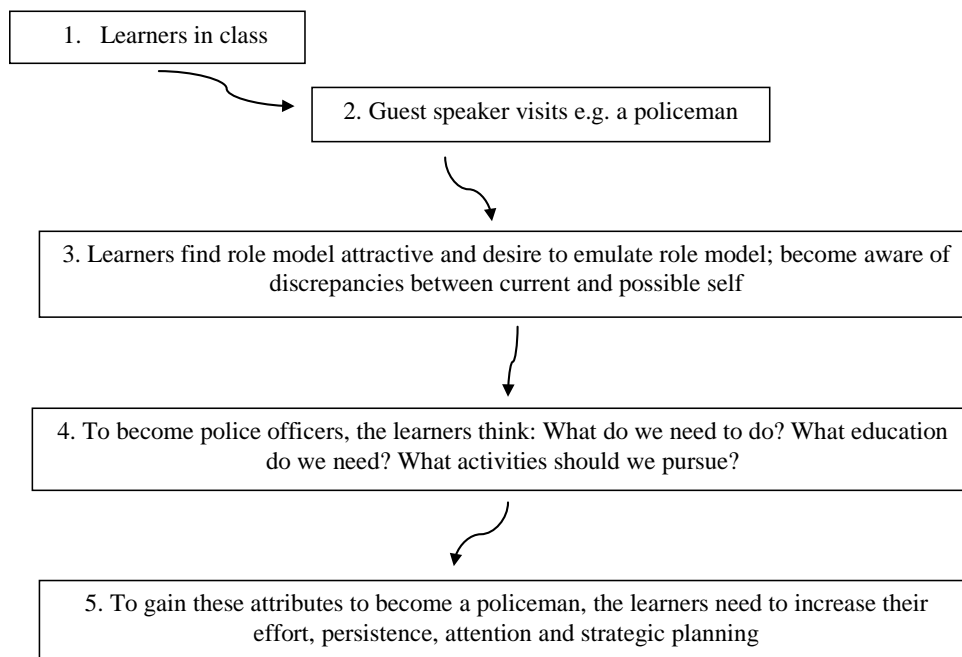 1. Learners in class
2. Guest speaker visits e.g. a policeman
3. Learners find role model attractive and desire to emulate role model; become aware of
discrepancies between current and possible self
4. To become police officers, the learners think: What do we need to do? What education
do we need? What activities should we pursue?
5. To gain these attributes to become a policeman, the learners need to increase their
effort, persistence, attention and strategic planning